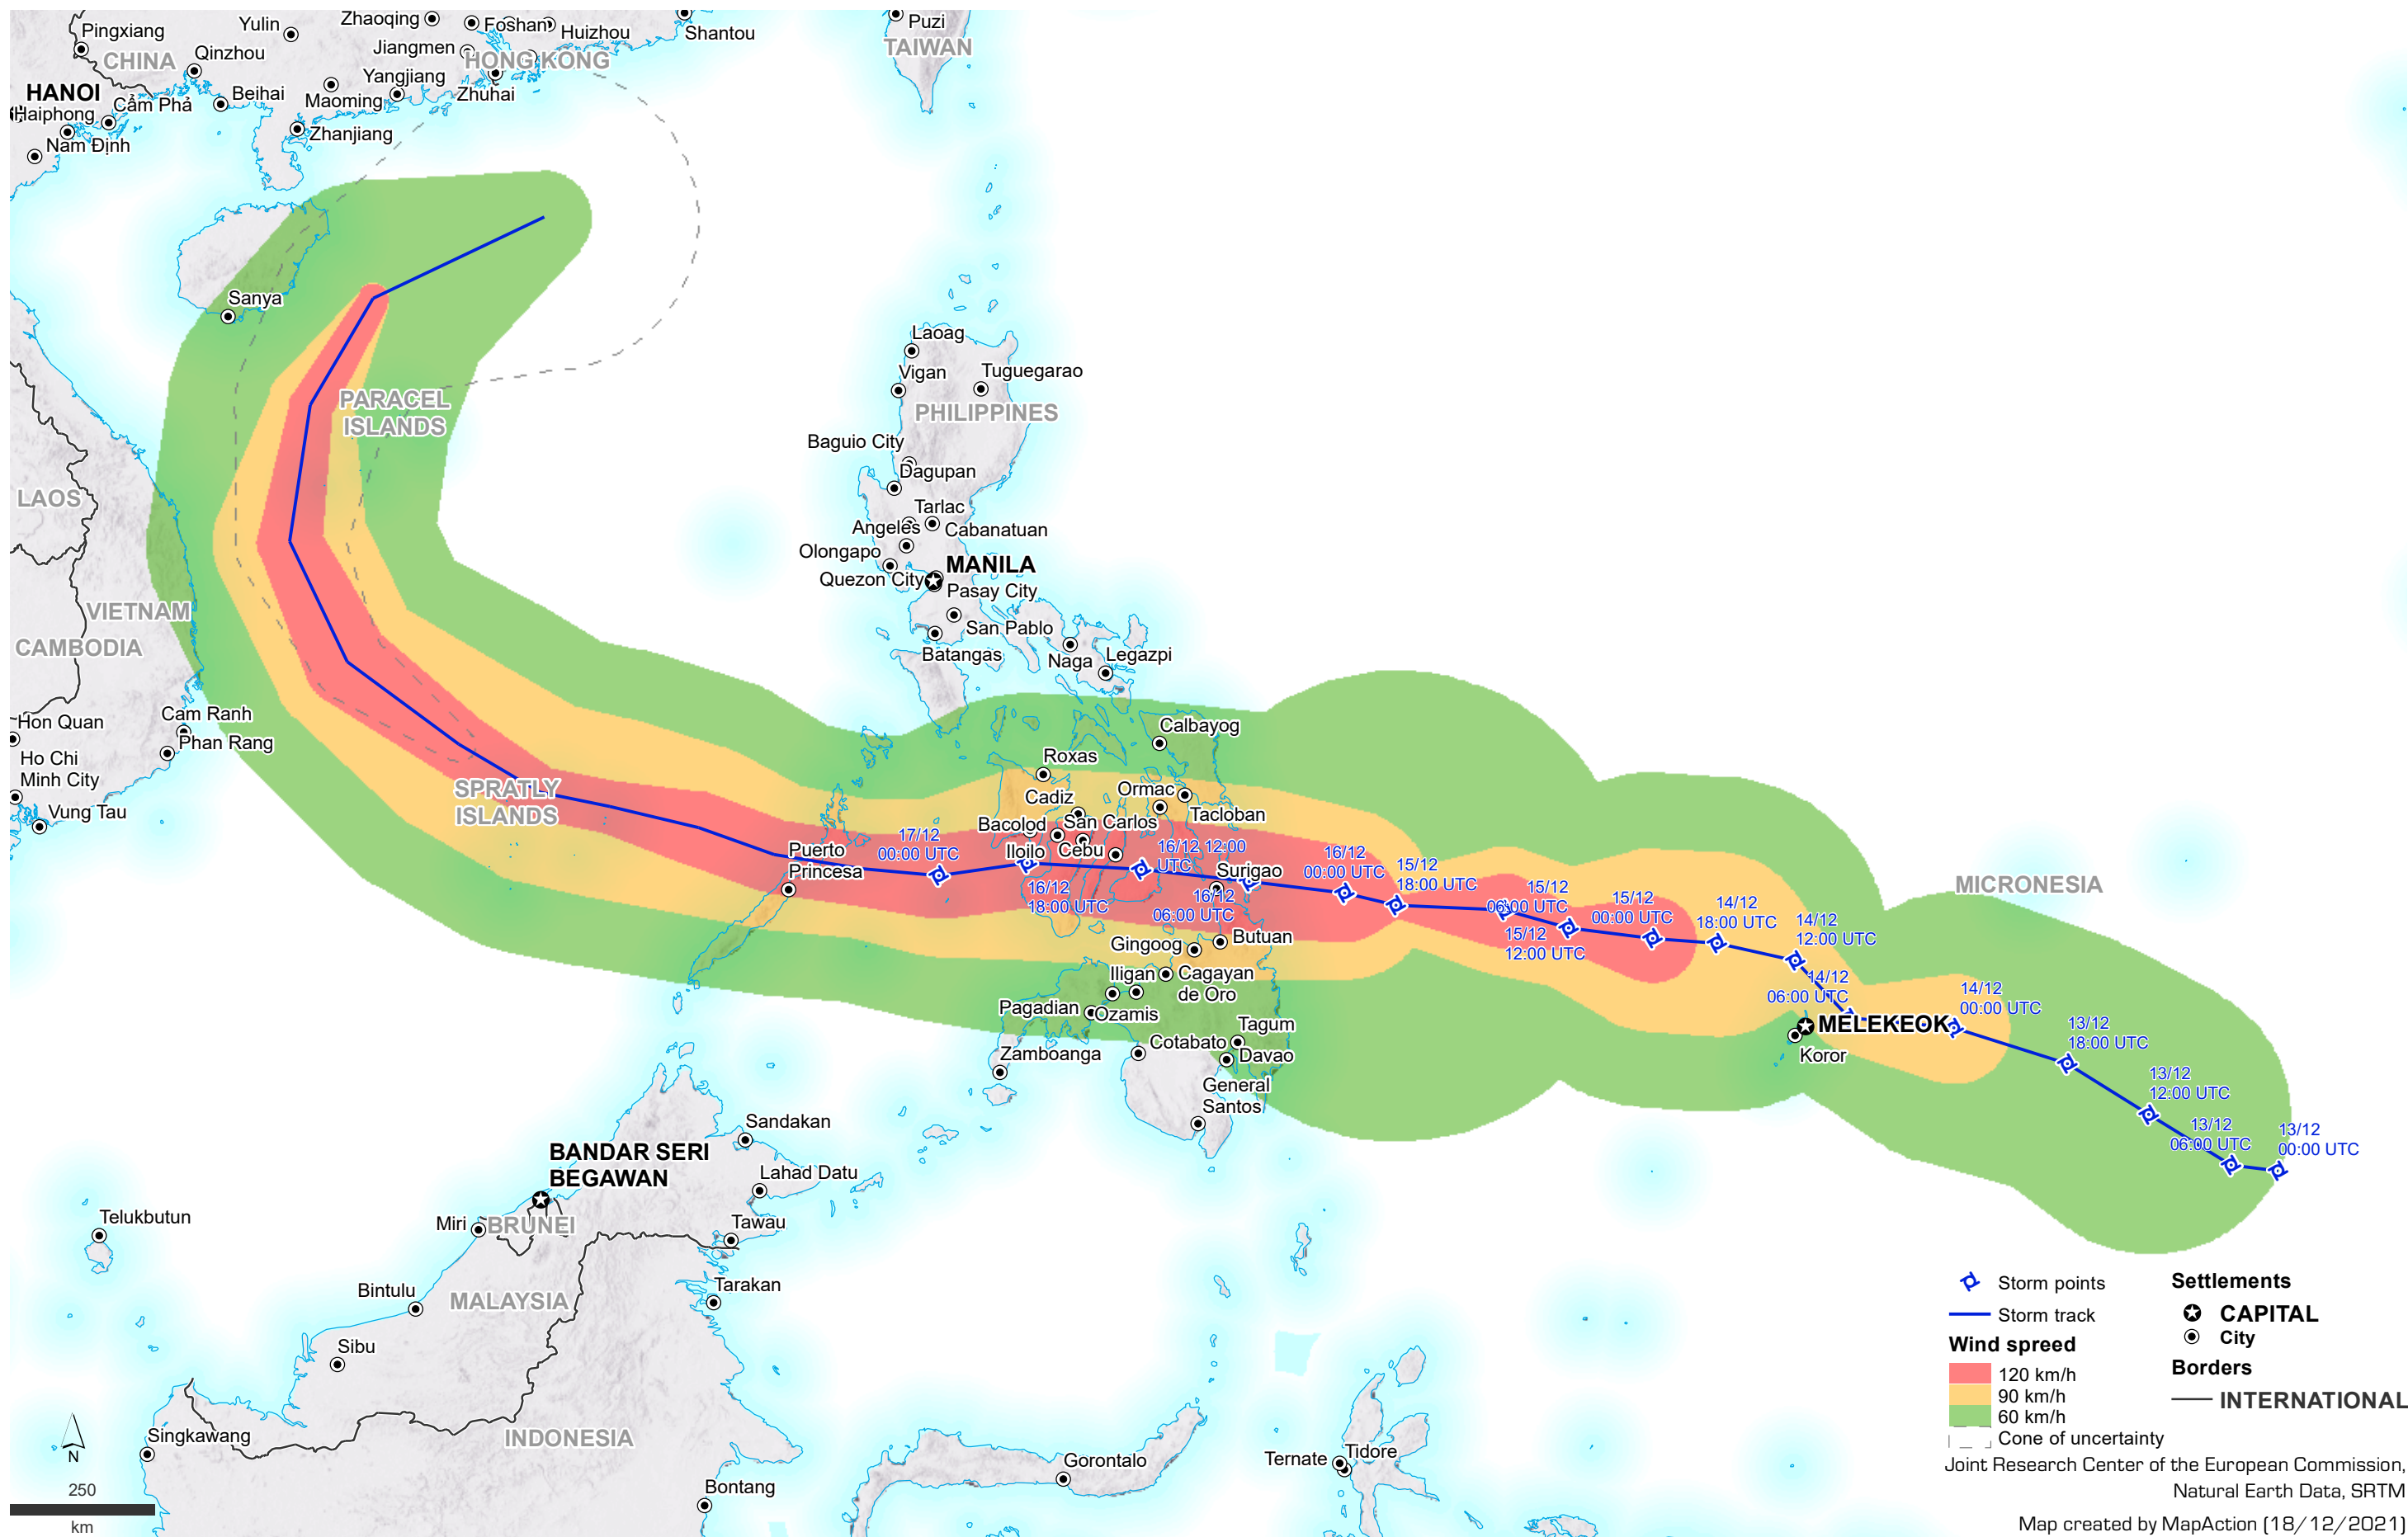 Pingxiang
Yulin
Zhaoqing
Foshan
Huizhou
Shantou
Puzi
TAIWAN
CHINA
Qinzhou
Jiangmen
HONG KONG
HANOI
Haiphong
Cẩm Phả
Beihai
Maoming
Yangjiang
Zhuhai
Nam Định
Zhanjiang
Sanya
Laoag
Vigan
Tuguegarao
PARACEL
ISLANDS
PHILIPPINES
Baguio City
Dagupan
LAOS
Tarlac
Angeles
Cabanatuan
Olongapo
MANILA
Quezon City
Pasay City
VIETNAM
San Pablo
CAMBODIA
Batangas
Naga
Legazpi
Hon Quan
Cam Ranh
Phan Rang
Calbayog
Ho Chi
Minh City
Roxas
SPRATLY
ISLANDS
Vung Tau
Cadiz
Ormac
Tacloban
Bacolod
San Carlos
Iloilo
Cebu
Puerto
Princesa
17/12
00:00 UTC
16/12 12:00
UTC
Surigao
16/12
00:00 UTC
15/12
18:00 UTC
16/12
18:00 UTC
16/12
06:00 UTC
15/12
06:00 UTC
15/12
12:00 UTC
15/12
00:00 UTC
14/12
18:00 UTC
14/12
12:00 UTC
MICRONESIA
Gingoog
Butuan
Iligan
Cagayan
de Oro
Pagadian
Ozamis
Tagum
Zamboanga
Cotabato
Davao
General
Santos
14/12
06:00 UTC
14/12
00:00 UTC
MELEKEOK
Koror
13/12
18:00 UTC
13/12
12:00 UTC
13/12
06:00 UTC
13/12
00:00 UTC
Sandakan
BANDAR SERI
BEGAWAN
Lahad Datu
Telukbutun
Miri
BRUNEI
Tawau
Bintulu
MALAYSIA
Tarakan
Sibu
Singkawang
INDONESIA
Gorontalo
Ternate
Tidore
Bontang
N
250
km
Storm points
Storm track
Wind spreed
120 km/h
90 km/h
60 km/h
Cone of uncertainty
Settlements
CAPITAL
City
Borders
INTERNATIONAL
Joint Research Center of the European Commission,
Natural Earth Data, SRTM
Map created by MapAction (18/12/2021)